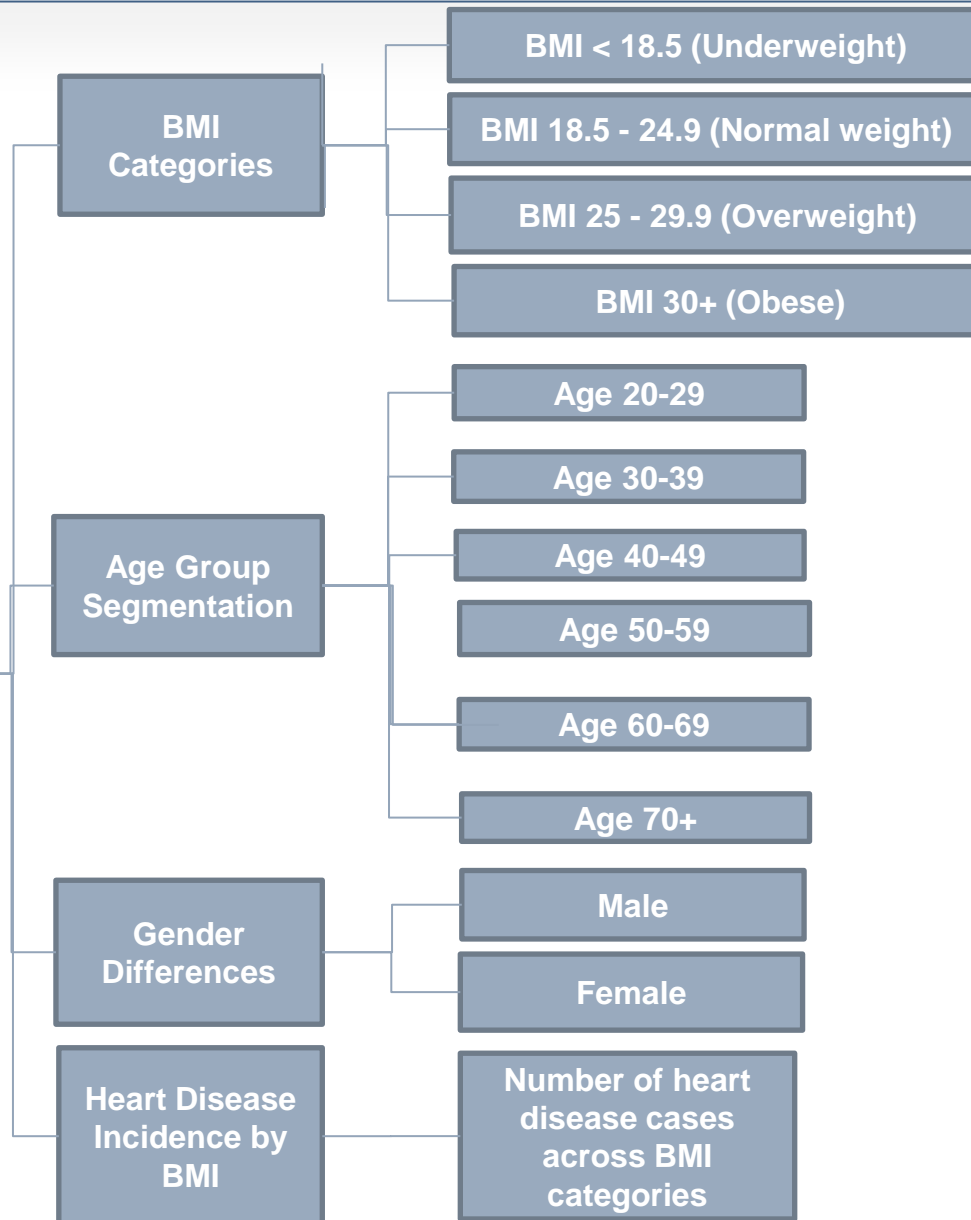 BMI
Categories
BMI < 18.5 (Underweight)
BMI 18.5 - 24.9 (Normal weight)
BMI 25 - 29.9 (Overweight)
BMI 30+ (Obese)
Age Group
Segmentation
Age 20-29
Age 30-39
Age 40-49
Age 50-59
Age 60-69
Age 70+
Gender
Differences
Male
Female
Heart Disease
Incidence by
BMI
Number of heart
disease cases
across BMI
categories